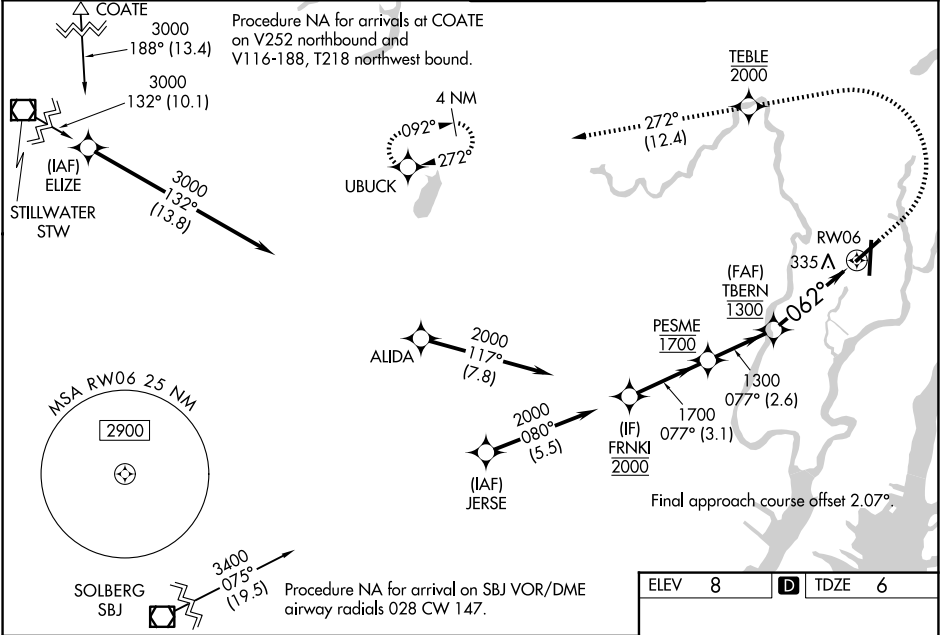 COATE
3000
188° (13.4)
Procedure NA for arrivals at COATE
on V252 northbound and
V116-188, T218 northwest bound.
3000
132° (10.1)
(IAF)
ELIZE
STILLWATER
STW
3000
132°
(13.8)
4 NM
092°
272°
UBUCK
TEBLE
2000
272°
(12.4)
RW06
335
(FAF)
TBERN
1300
062°
PESME
1700
1300
077° (2.6)
1700
077° (3.1)
ALIDA
2000
117°
(7.8)
2000
080°
(5.5)
(IF)
FRNKI
2000
(IAF)
JERSE
Final approach course offset 2.07°.
MSA RW06 25 NM
2900
3400
075°
(19.5)
SOLBERG
SBJ
Procedure NA for arrival on SBJ VOR/DME
airway radials 028 CW 147.
ELEV 8 D TDZE 6